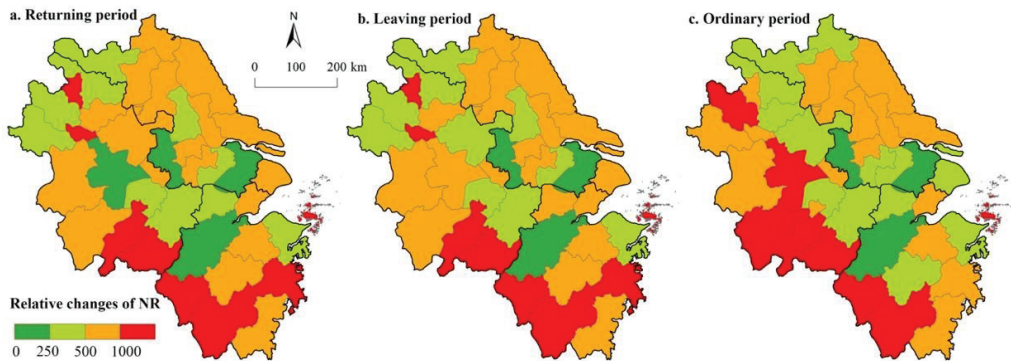 a. Returning period
b. Leaving period
c. Ordinary period
N
0 100 200 km
Relative changes of NR
0 250 500 1000